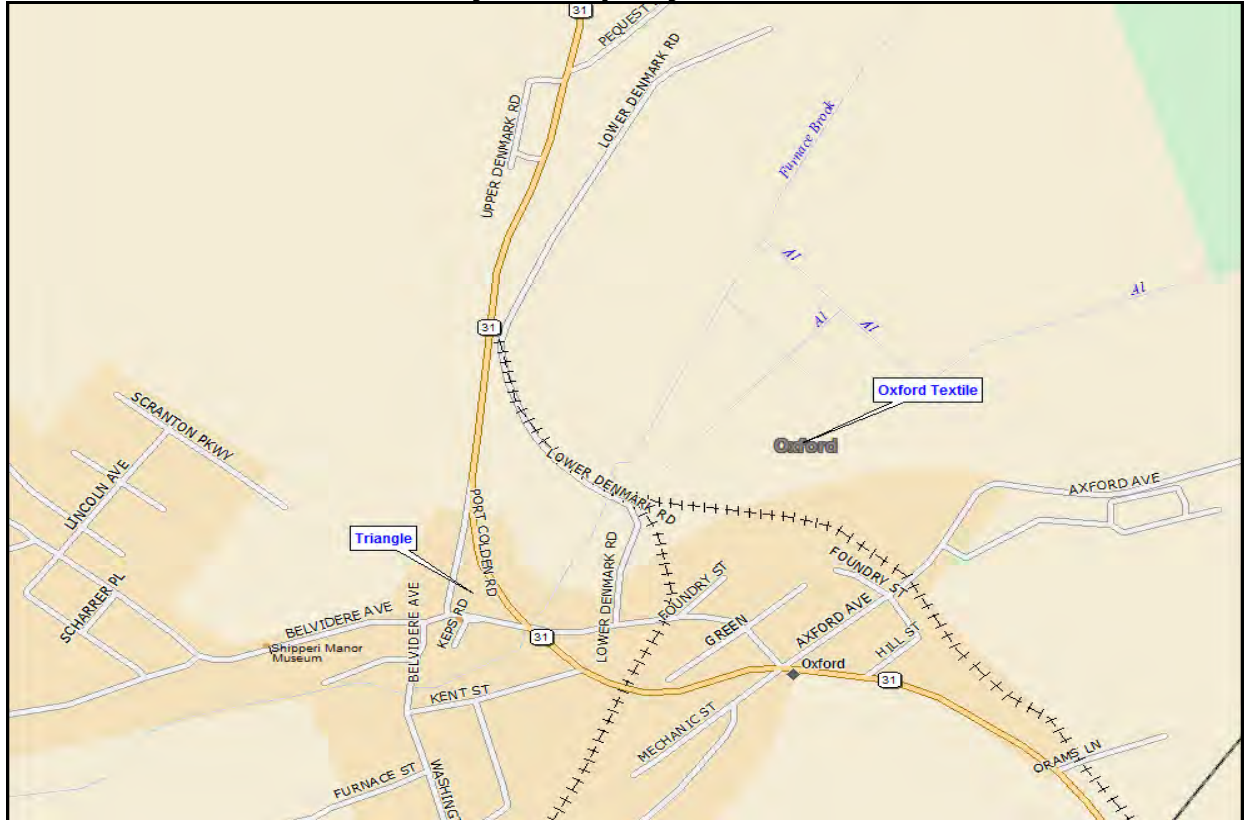 31
PEQUEST
LOWER DENMARK RD
UPPER DENMARK RD
Furnace Brook
Al
Al
Al
Al
31
Oxford Textile
Oxford
SCRANTON PKWY
LINCOLN AVE
LOWER DENMARK RD
AXFORD AVE
PORT COLDEN RD
Triangle
FOUNDRY ST
SCHARRER PL
BELVIDERE AVE
BELVIDERE AVE
KEPS RD
LOWER DENMARK RD
FOUNDRY ST
GREEN
AXFORD AVE
HILL ST
31
Shipperi Manor
Museum
Oxford
31
KENT ST
MECHANIC ST
ORAMS LN
FURNACE ST
WASHINGT